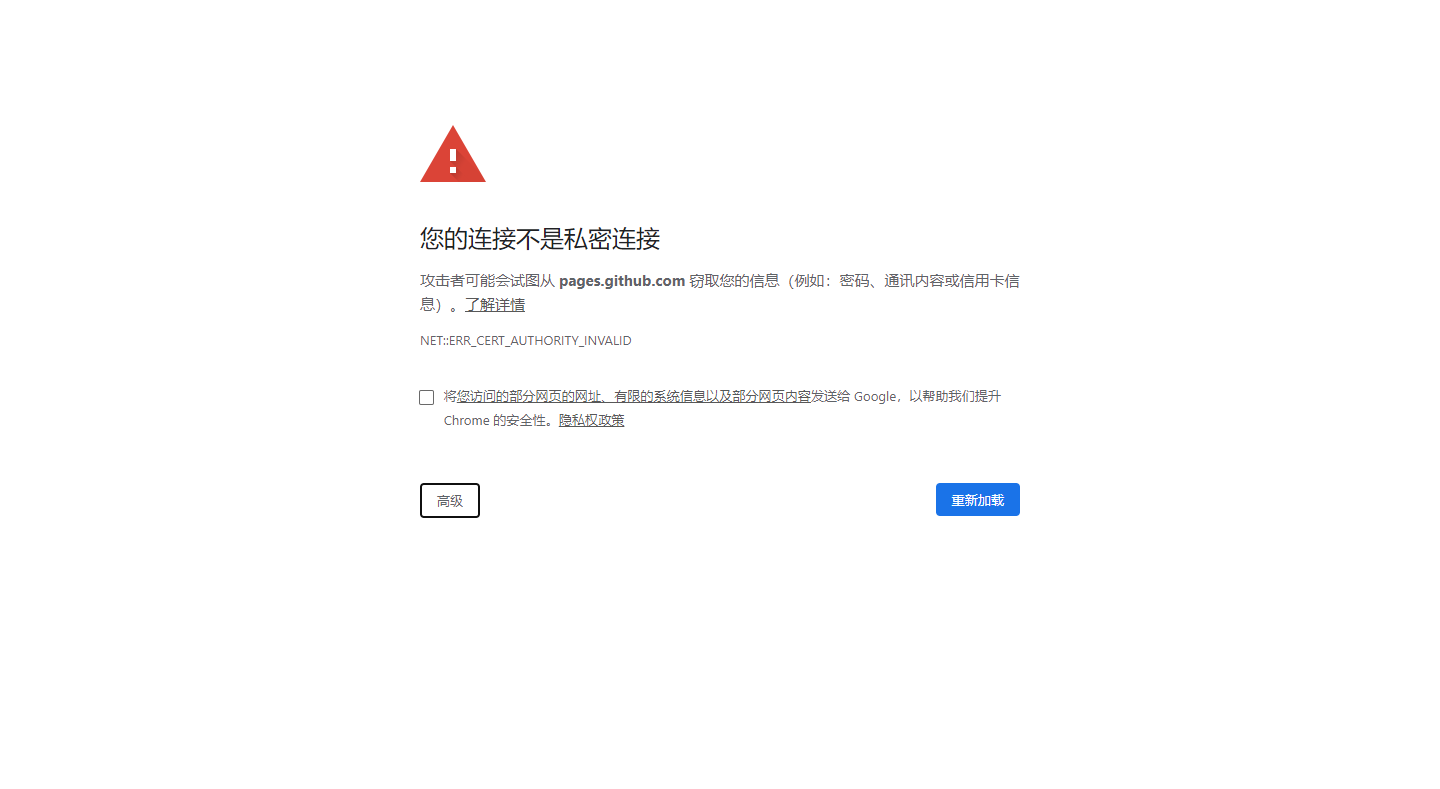 您的连接不是私密连接
攻击者可能会试图从 pages.github.com 窃取您的信息（例如：密码、通讯内容或信用卡信
息）。了解详情
NET::ERR_CERT_AUTHORITY_INVALID
将您访问的部分网页的网址、有限的系统信息以及部分网页内容发送给 Google，以帮助我们提升
Chrome 的安全性。隐私权政策
高级
重新加载